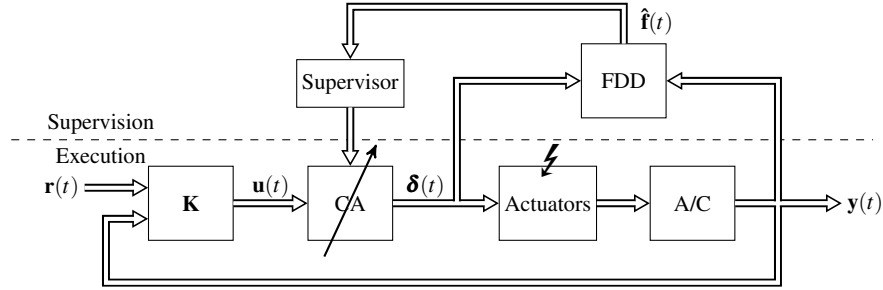 f̂(t)
Supervisor
FDD
Supervision
Execution
r(t)
K
u(t)
CA
δ(t)
Actuators
A/C
y(t)